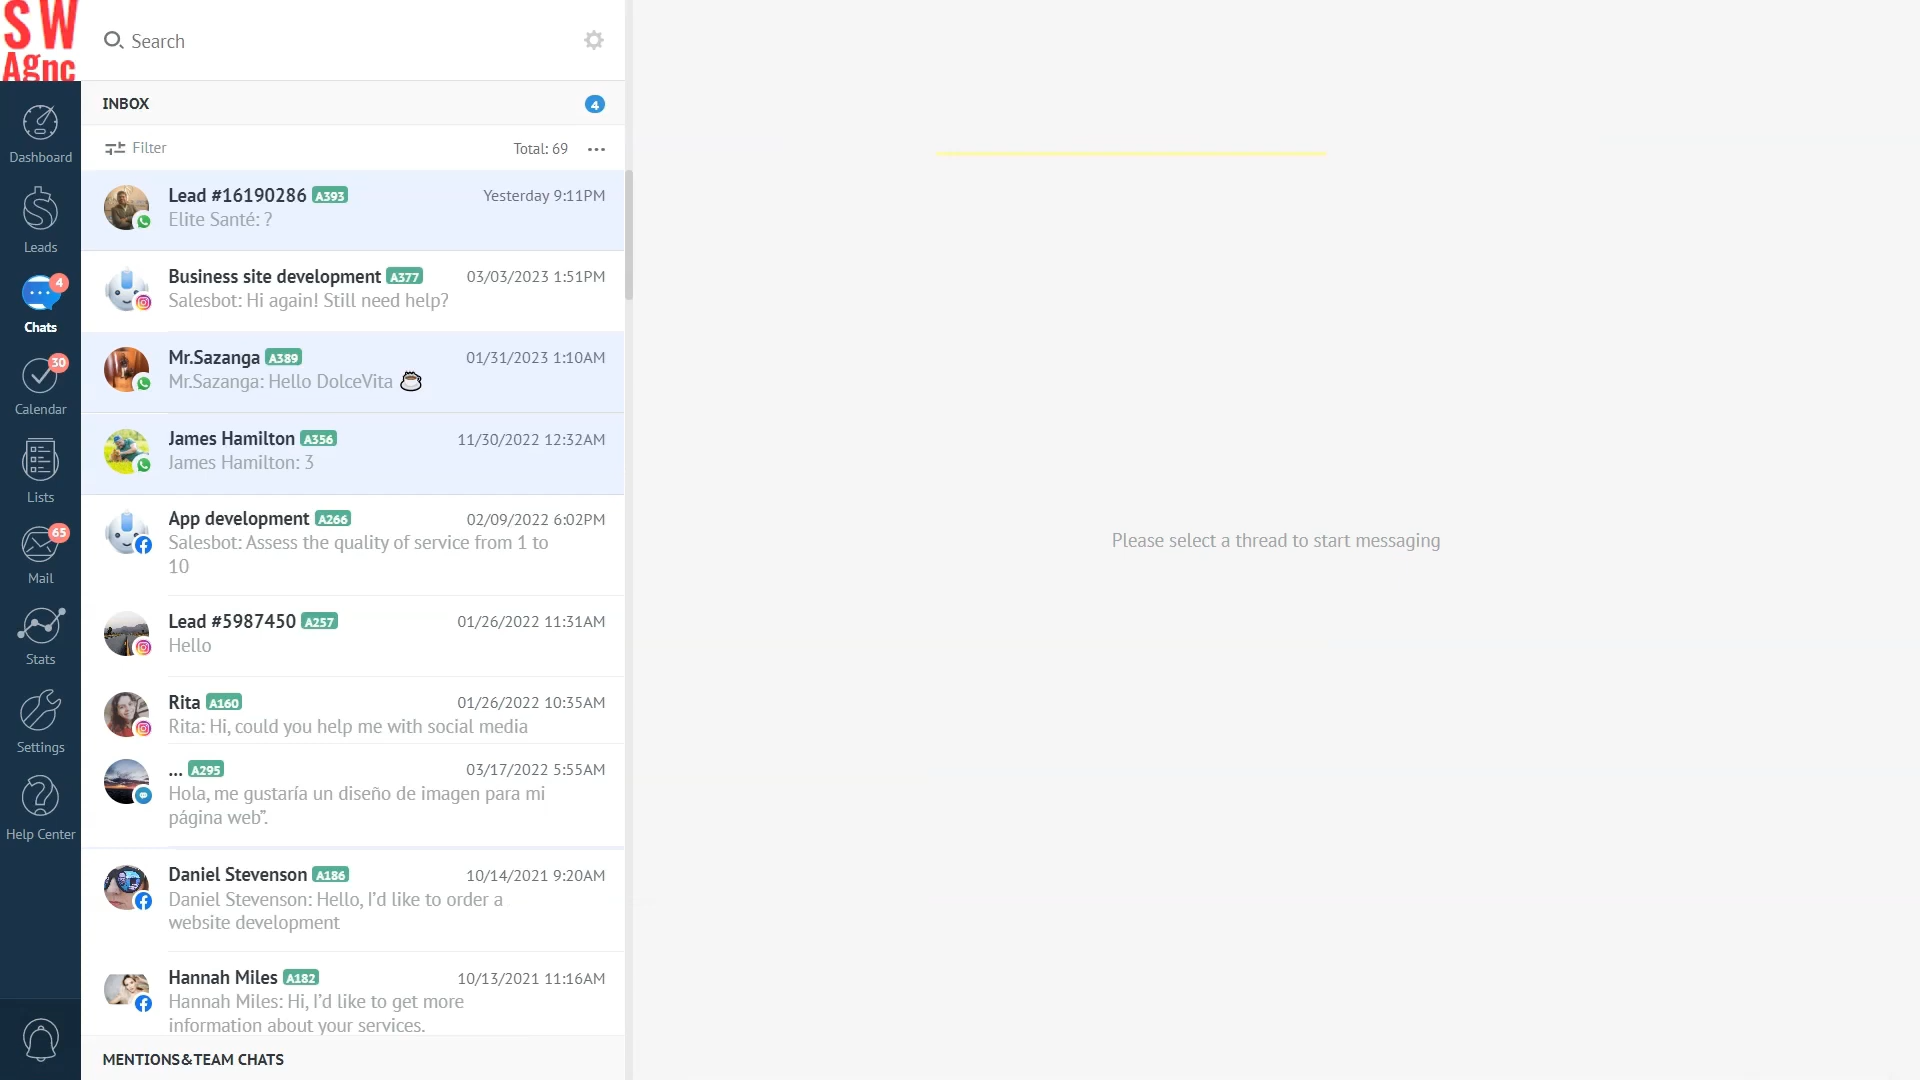 SW
Agnc
Search
INBOX
4
Filter
Total: 69
Dashboard
Leads
4
Chats
30
Calendar
Lists
65
Mail
Stats
Settings
Help Center
Lead #16190286 A393 Yesterday 9:11PM
Elite Santé: ?
Business site development A377 03/03/2023 1:51PM
Salesbot: Hi again! Still need help?
Mr.Sazanga A389 01/31/2023 1:10AM
Mr.Sazanga: Hello DolceVita ☕
James Hamilton A356 11/30/2022 12:32AM
James Hamilton: 3
App development A266 02/09/2022 6:02PM
Salesbot: Assess the quality of service from 1 to
10
Lead #5987450 A257 01/26/2022 11:31AM
Hello
Rita A160 01/26/2022 10:35AM
Rita: Hi, could you help me with social media
... A295 03/17/2022 5:55AM
Hola, me gustaría un diseño de imagen para mi
página web”.
Daniel Stevenson A186 10/14/2021 9:20AM
Daniel Stevenson: Hello, I’d like to order a
website development
Hannah Miles A182 10/13/2021 11:16AM
Hannah Miles: Hi, I’d like to get more
information about your services.
MENTIONS&TEAM CHATS
Please select a thread to start messaging